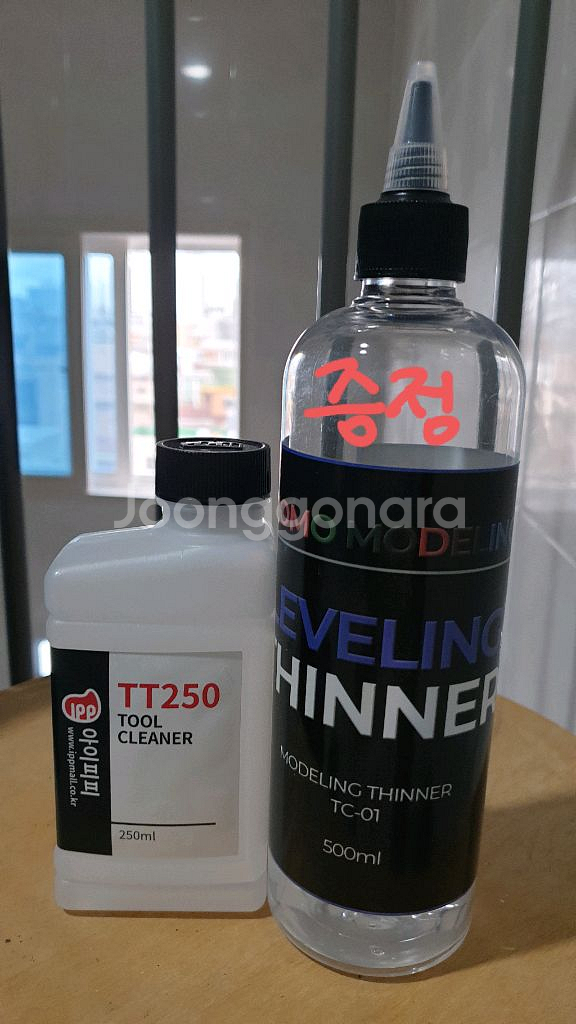 증정
Joonggonara
MODELING
LEVELING
THINNER
MODELING THINNER
TC-01
500ml
IPP
아이피피
www.ippmall.co.kr
TT250
TOOL
CLEANER
250ml